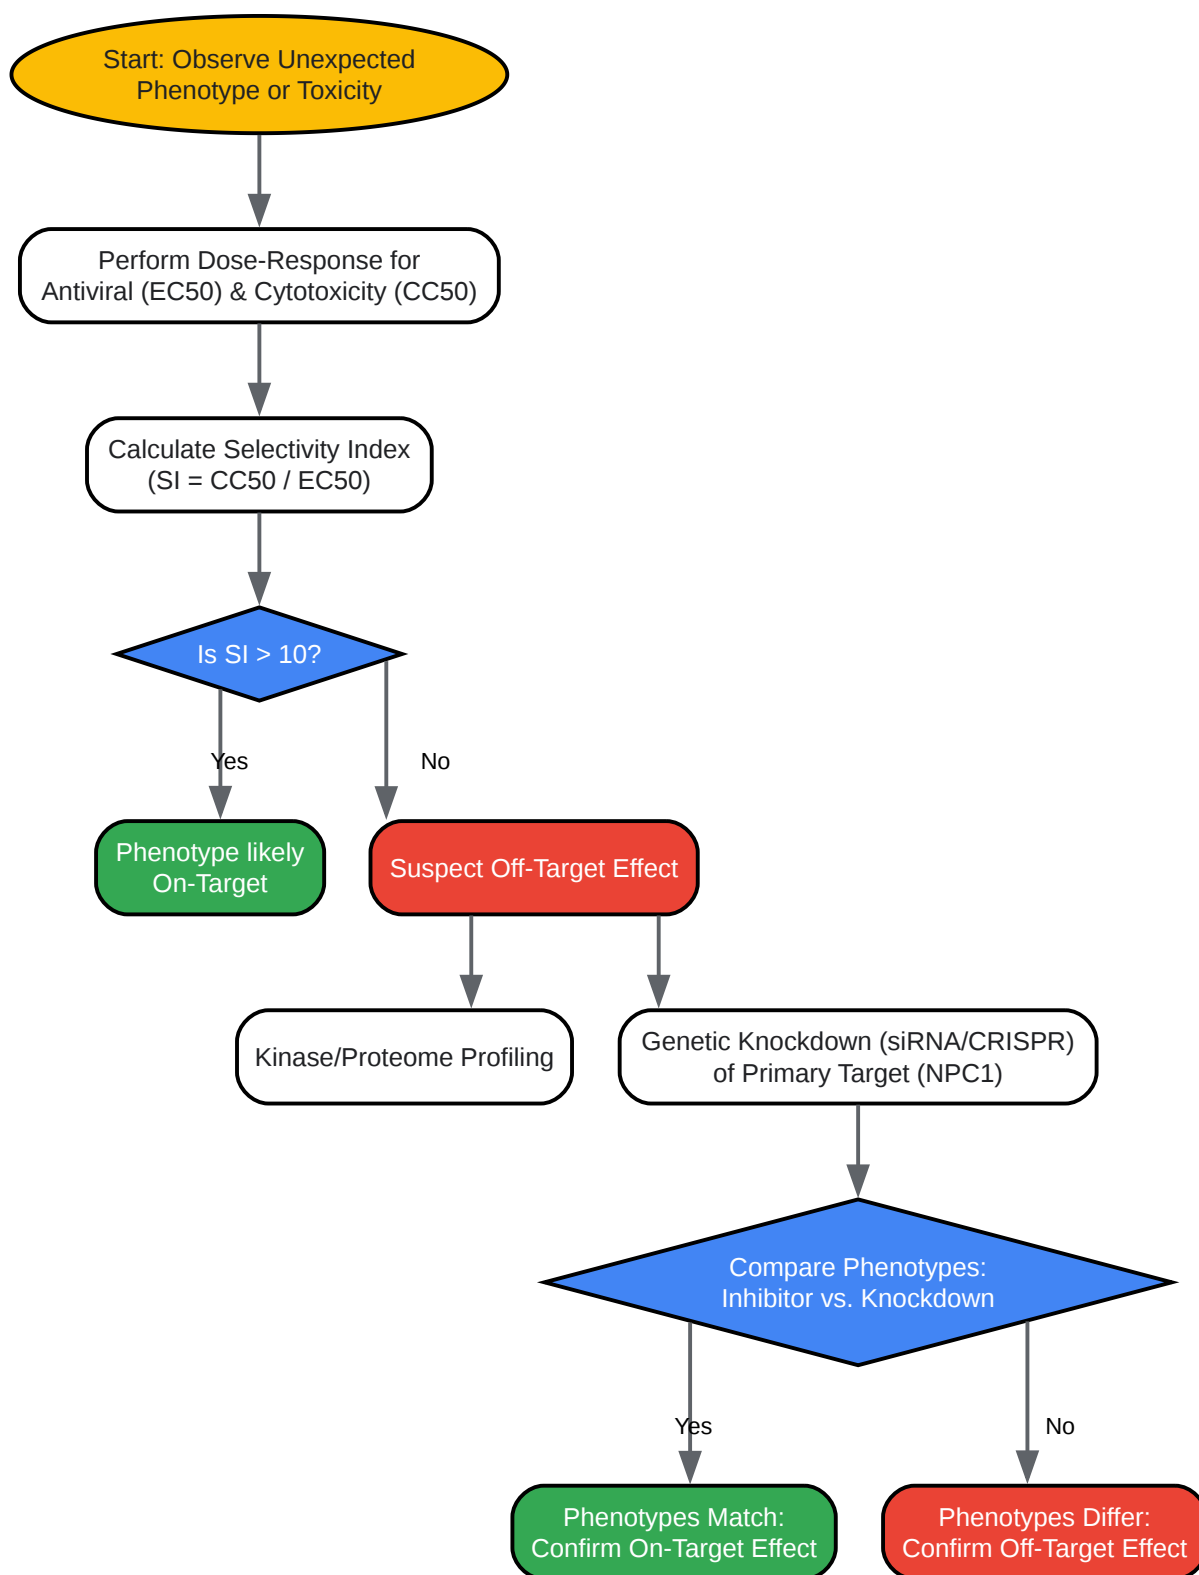 Start: Observe Unexpected
Phenotype or Toxicity
Perform Dose-Response for
Antiviral (EC50) & Cytotoxicity (CC50)
Calculate Selectivity Index
(SI = CC50 / EC50)
Is SI > 10?
Yes
No
Phenotype likely
On-Target
Suspect Off-Target Effect
Kinase/Proteome Profiling
Genetic Knockdown (siRNA/CRISPR)
of Primary Target (NPC1)
Compare Phenotypes:
Inhibitor vs. Knockdown
Yes
No
Phenotypes Match:
Confirm On-Target Effect
Phenotypes Differ:
Confirm Off-Target Effect